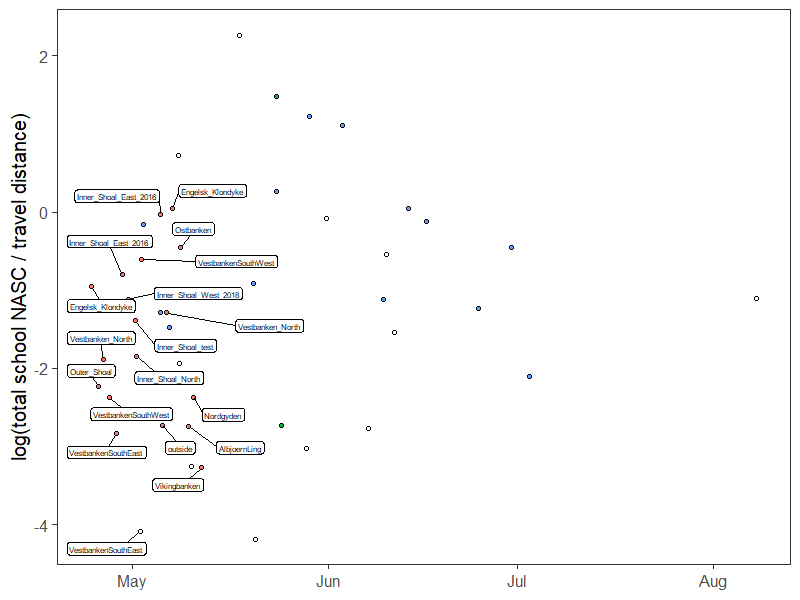 log(total school NASC / travel distance)
2
0
-2
-4
Inner_Shoal_East_2016
Engelsk_Klondyke
Ostbanken
Inner_Shoal_East_2016
VestbankenSouthWest
Inner_Shoal_West_2018
Engelsk_Klondyke
Vestbanken_North
Vestbanken_North
Inner_Shoal_test
Outer_Shoal
Inner_Shoal_North
VestbankenSouthWest
Nordgyden
VestbankenSouthEast
outside
AlbjoernLing
Vikingbanken
VestbankenSouthEast
May
Jun
Jul
Aug